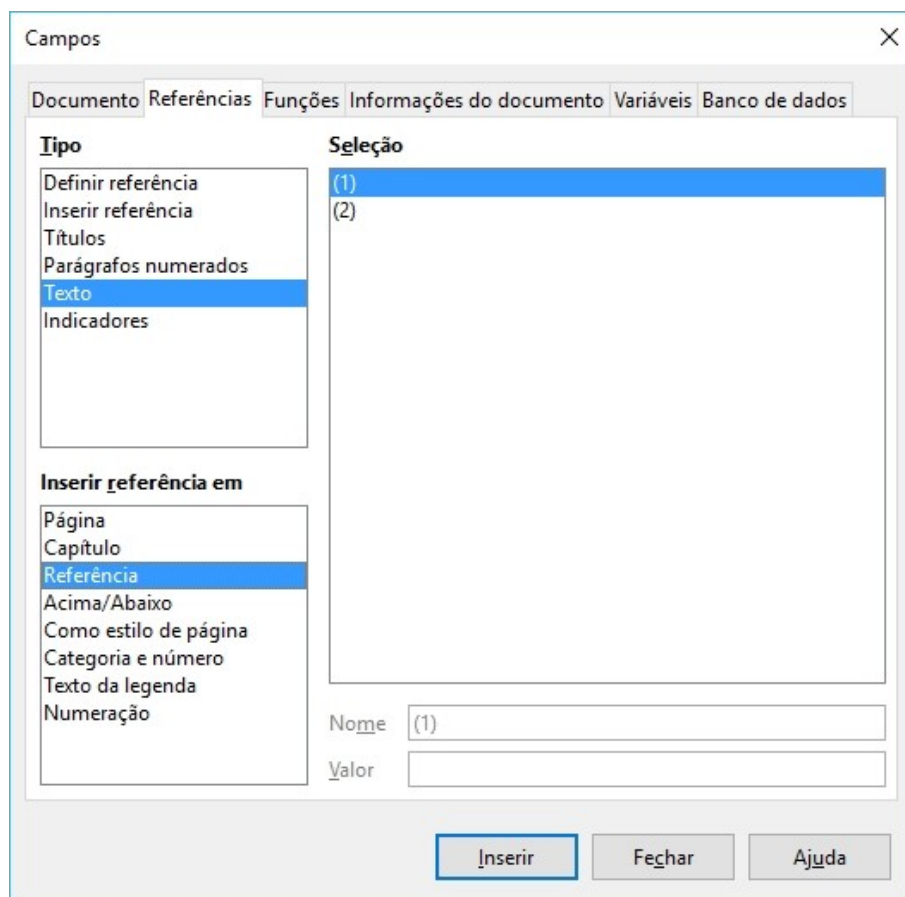 Campos
Documento Referências Funções Informações do documento Variáveis Banco de dados
Tipo
Definir referência
Inserir referência
Títulos
Parágrafos numerados
Texto
Indicadores
Seleção
(1)
(2)
Inserir referência em
Página
Capítulo
Referência
Acima/Abaixo
Como estilo de página
Categoria e número
Texto da legenda
Numeração
Nome (1)
Valor
Inserir Fechar Ajuda